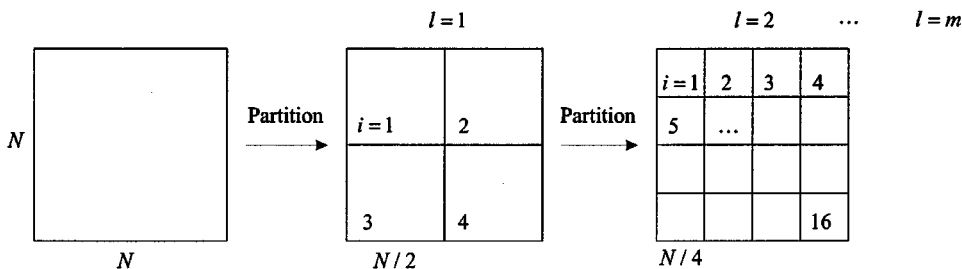 l = 1
l = 2 ... l = m
Partition
Partition
N
i = 1 2
3 4
i = 1 2 3 4
5 ...
16
N
N / 2
N / 4